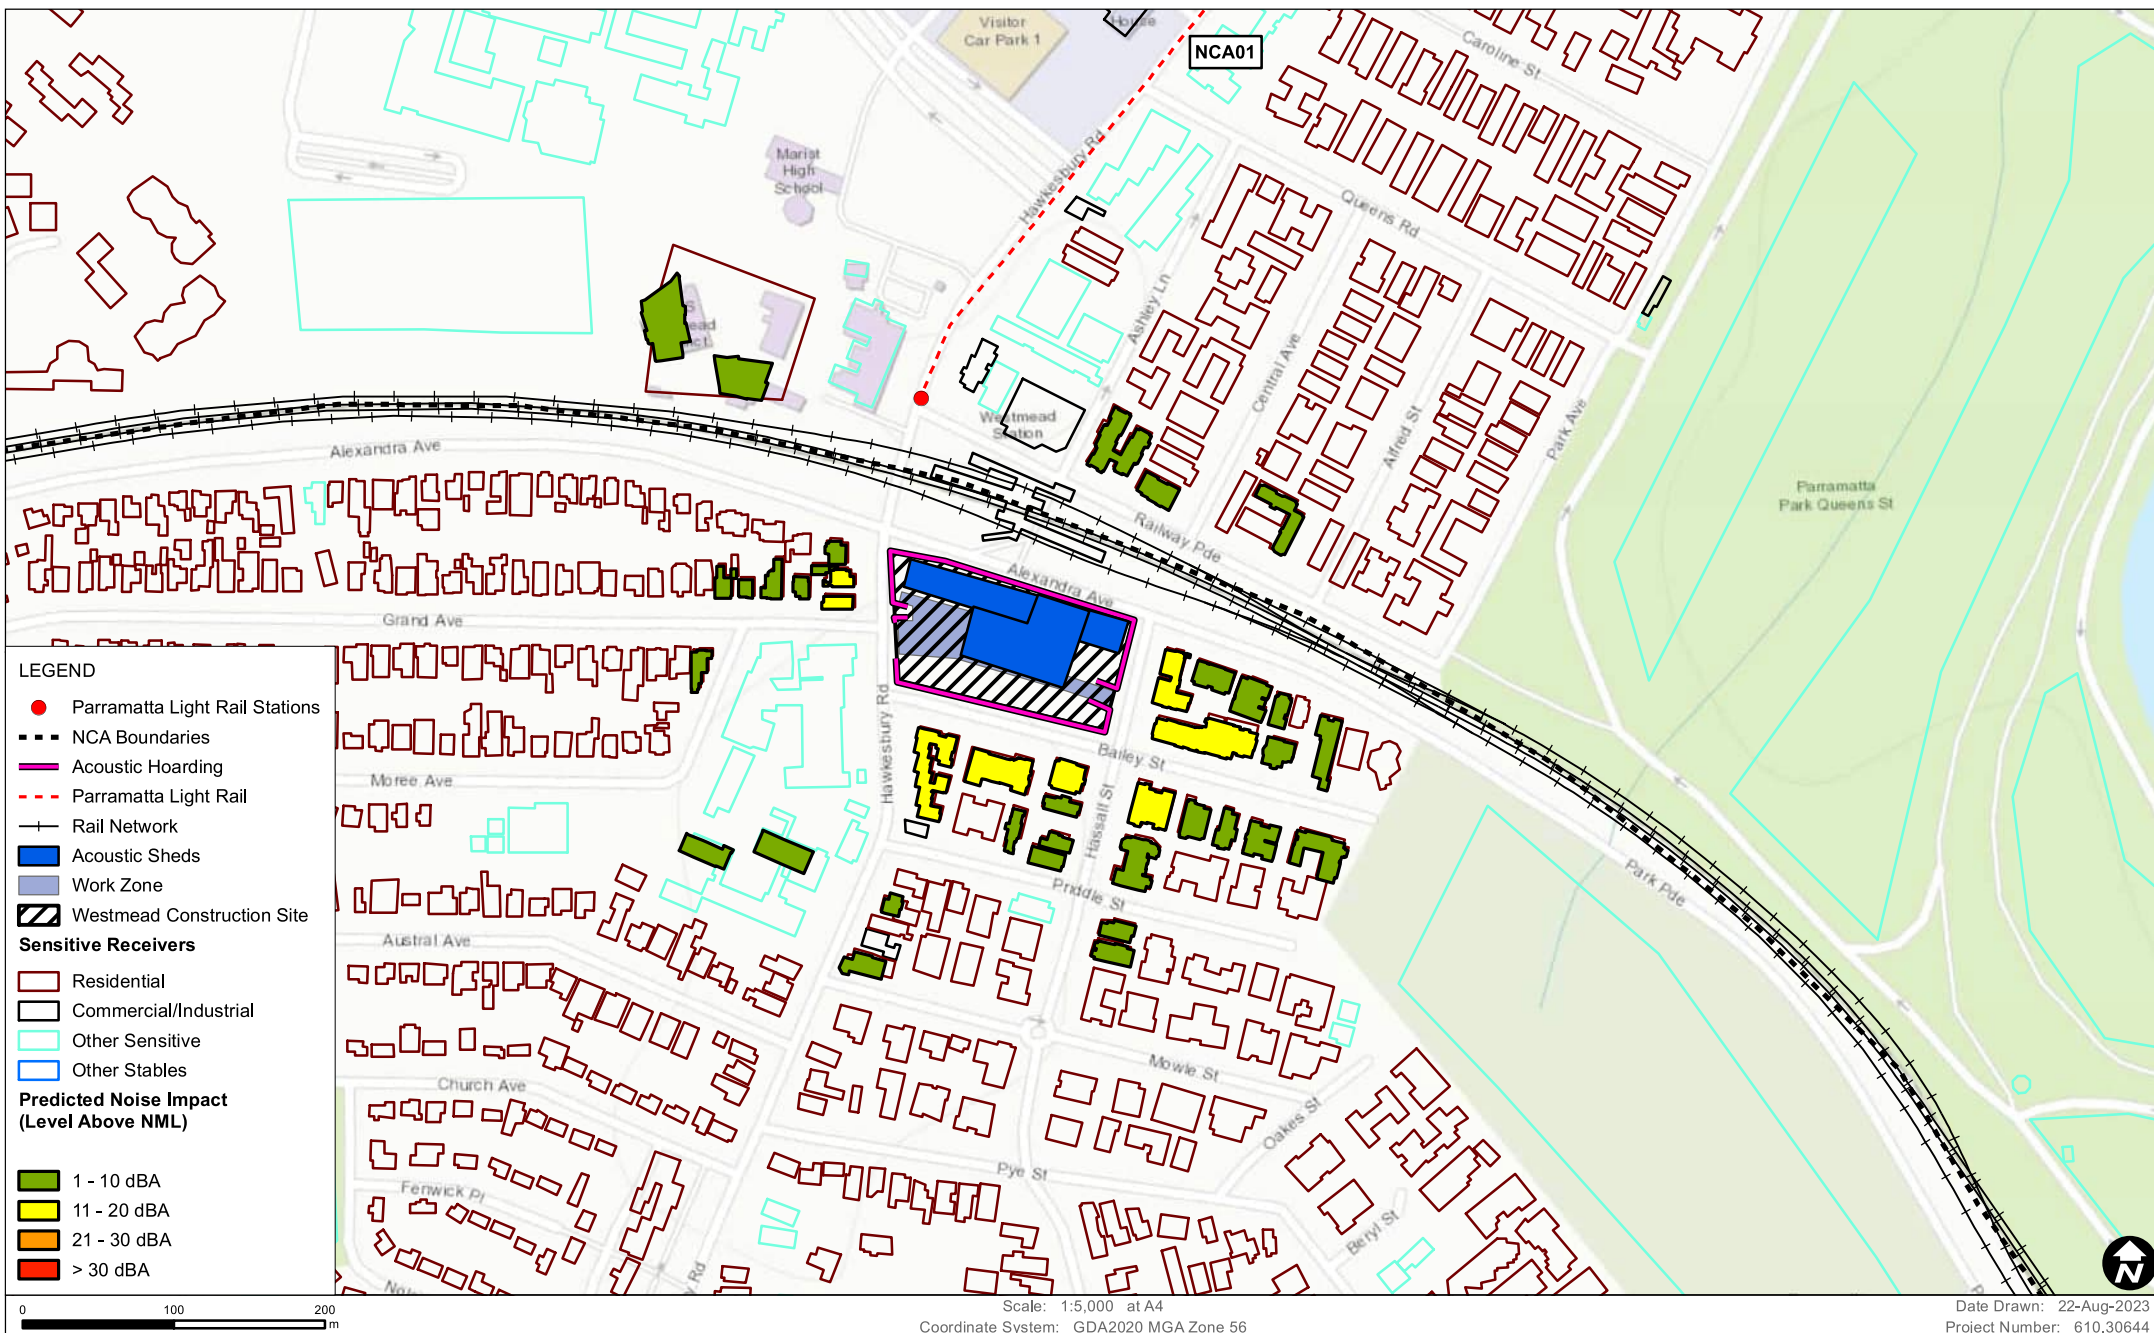 Visitor
Car Park 1
House
NCA01
Caroline St
Marist
High
School
Hawkesbury Rd
Queens Rd
Ashley Ln
Central Ave
Alfred St
Park Ave
Westmead
Station
Parramatta
Park Queens St
Alexandra Ave
Railway Pde
Alexandra Ave
Grand Ave
Hawkesbury Rd
Bailey St
Hassall St
Moree Ave
Priddle St
Park Pde
Austral Ave
Mowle St
Church Ave
Oakes St
Pye St
Fenwick Pl
Beryl St
Rd
LEGEND
Parramatta Light Rail Stations
NCA Boundaries
Acoustic Hoarding
Parramatta Light Rail
Rail Network
Acoustic Sheds
Work Zone
Westmead Construction Site
Sensitive Receivers
Residential
Commercial/Industrial
Other Sensitive
Other Stables
Predicted Noise Impact
(Level Above NML)
1 - 10 dBA
11 - 20 dBA
21 - 30 dBA
> 30 dBA
N
0 100 200
m
Scale: 1:5,000 at A4
Coordinate System: GDA2020 MGA Zone 56
Date Drawn: 22-Aug-2023
Project Number: 610.30644